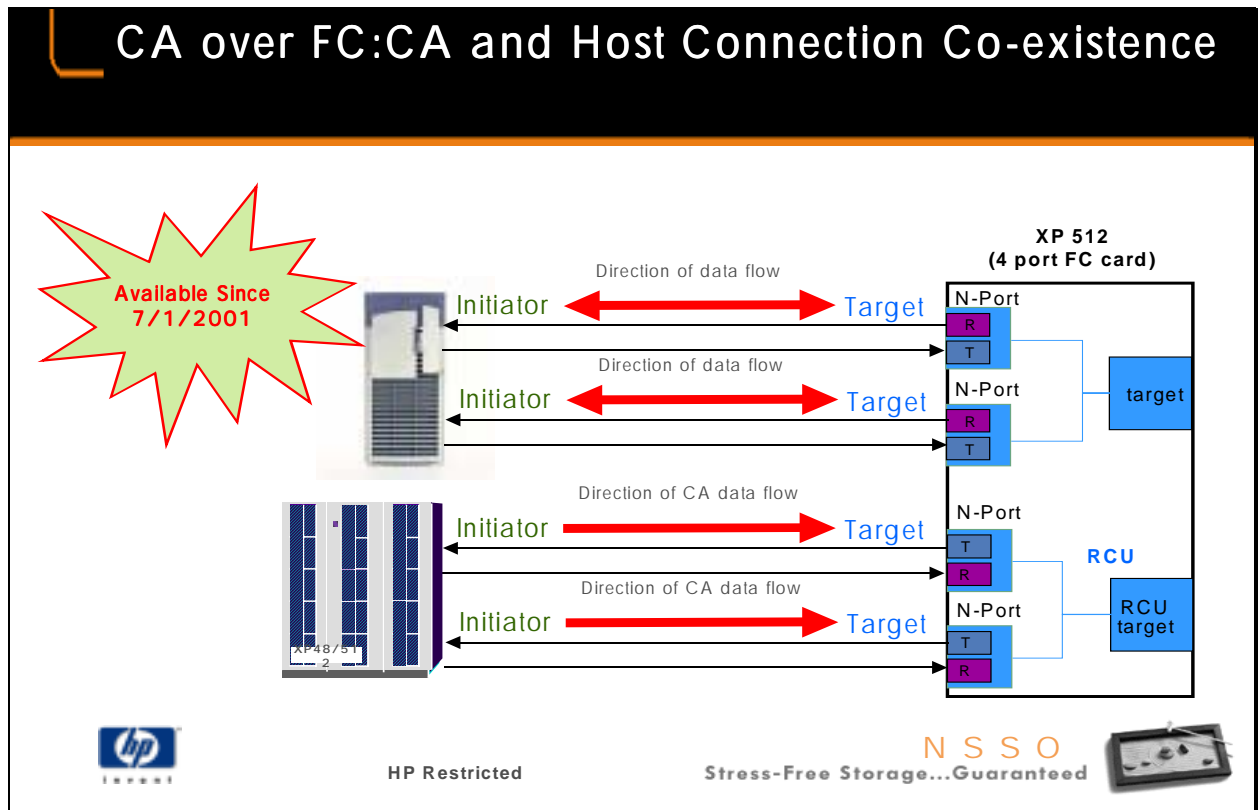 CA over FC:CA and Host Connection Co-existence
Available Since
7/1/2001
XP 512
(4 port FC card)
Direction of data flow
Initiator
Target
N-Port
R
T
Direction of data flow
Initiator
Target
N-Port
R
T
target
Direction of CA data flow
Initiator
Target
N-Port
T
R
RCU
Direction of CA data flow
Initiator
Target
N-Port
T
R
RCU
target
XP48/51
2
hp
invent
HP Restricted
NSSO
Stress-Free Storage...Guaranteed